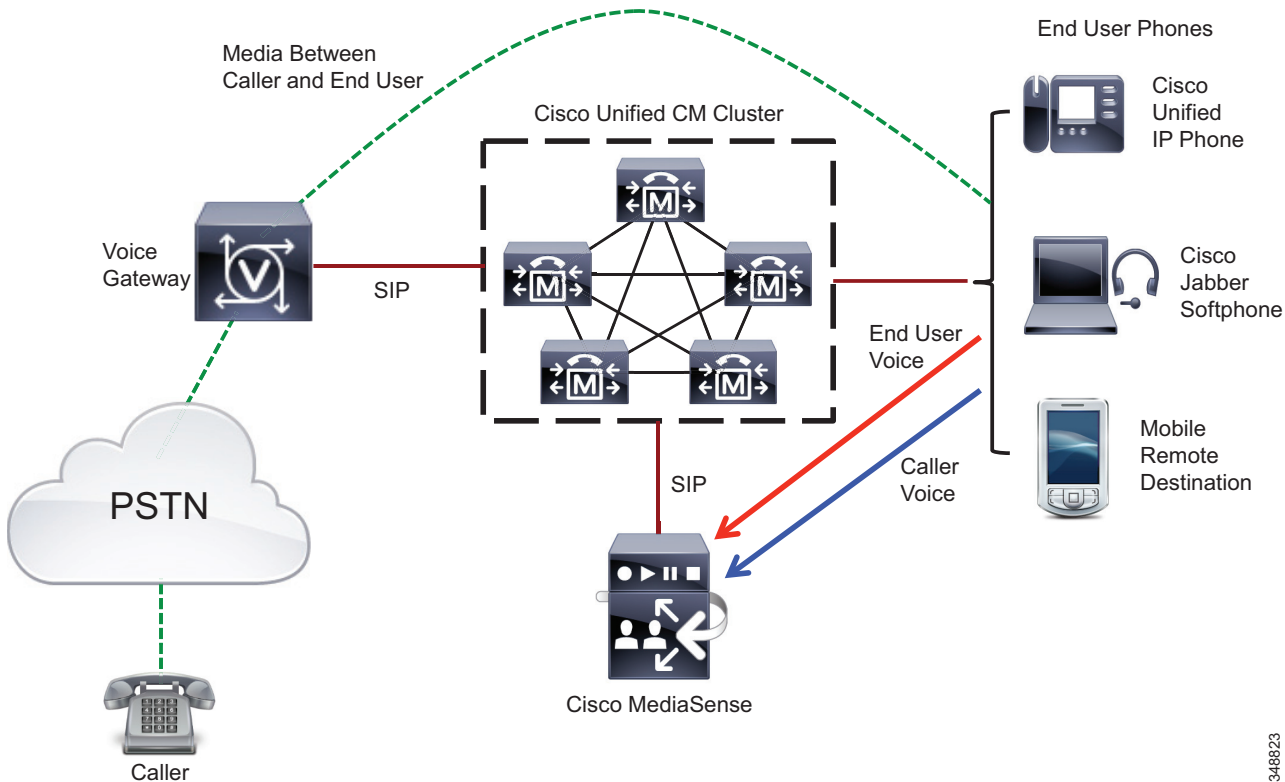 End User Phones
Media Between
Caller and End User
Cisco
Unified
IP Phone
Cisco Unified CM Cluster
M
M
M
M
M
Voice
Gateway
V
SIP
Cisco
Jabber
Softphone
End User
Voice
Mobile
Remote
Destination
Caller
Voice
SIP
PSTN
Cisco MediaSense
Caller
348823